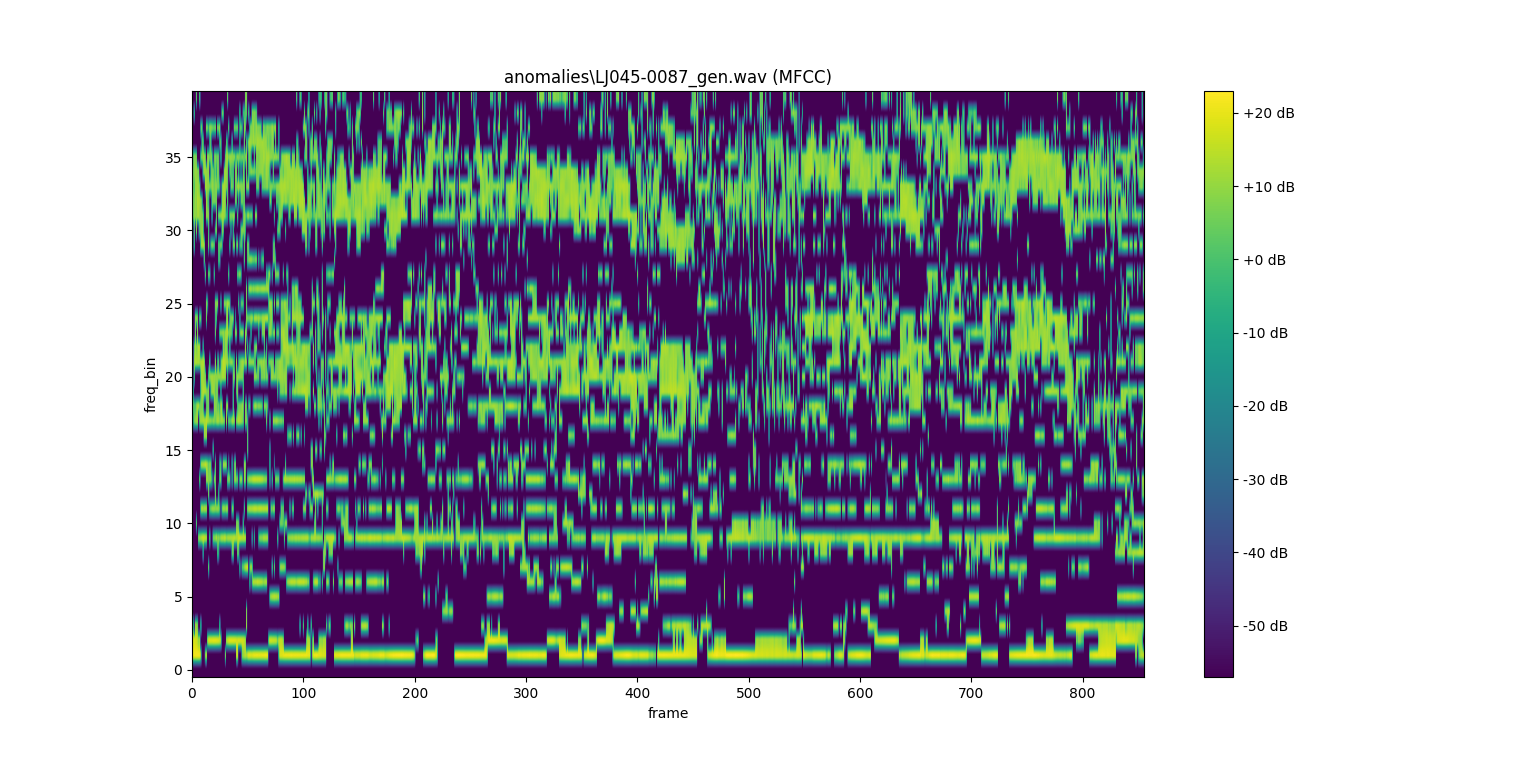 anomalies\LJ045-0087_gen.wav (MFCC)
freq_bin
35
30
25
20
15
10
5
0
0 100 200 300 400 500 600 700 800
frame
+20 dB
+10 dB
+0 dB
-10 dB
-20 dB
-30 dB
-40 dB
-50 dB